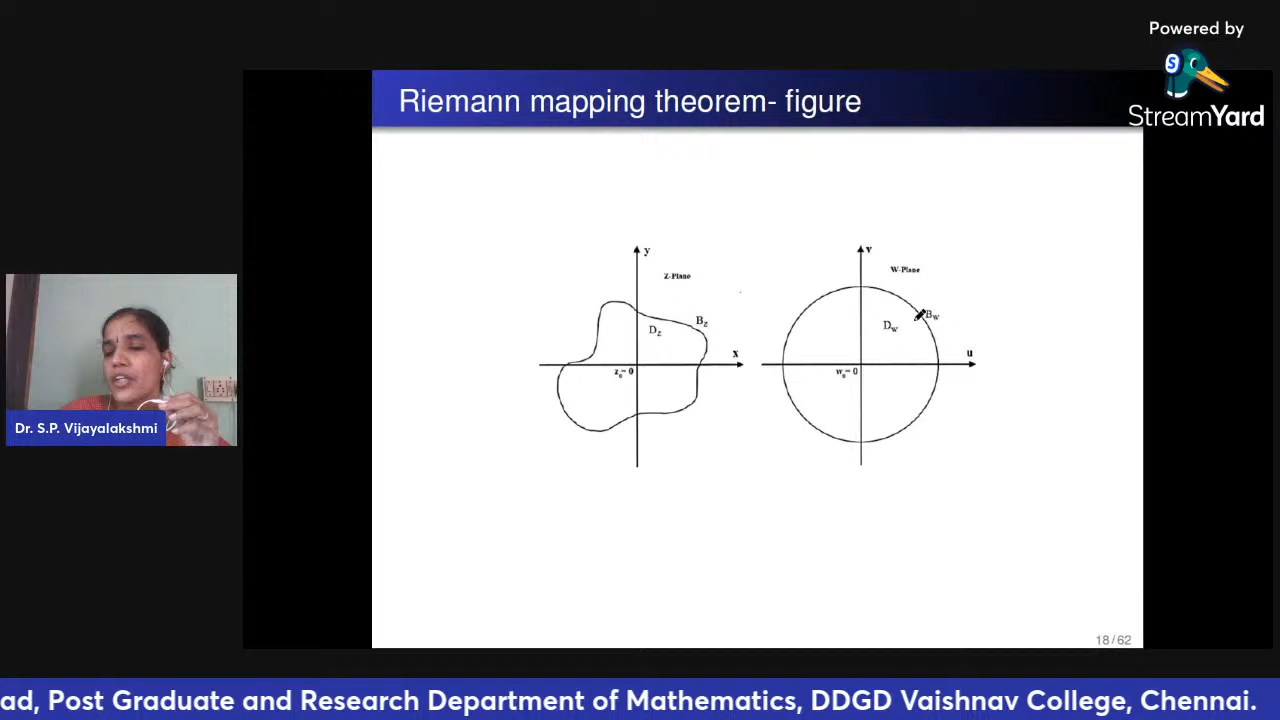 Powered by
S
StreamYard
Riemann mapping theorem- figure
y
Z-Plane
B_z
D_z
x
z_0= 0
v
W-Plane
B_w
D_w
u
w_0= 0
Dr. S.P. Vijayalakshmi
18 / 62
ad, Post Graduate and Research Department of Mathematics, DDGD Vaishnav College, Chennai.